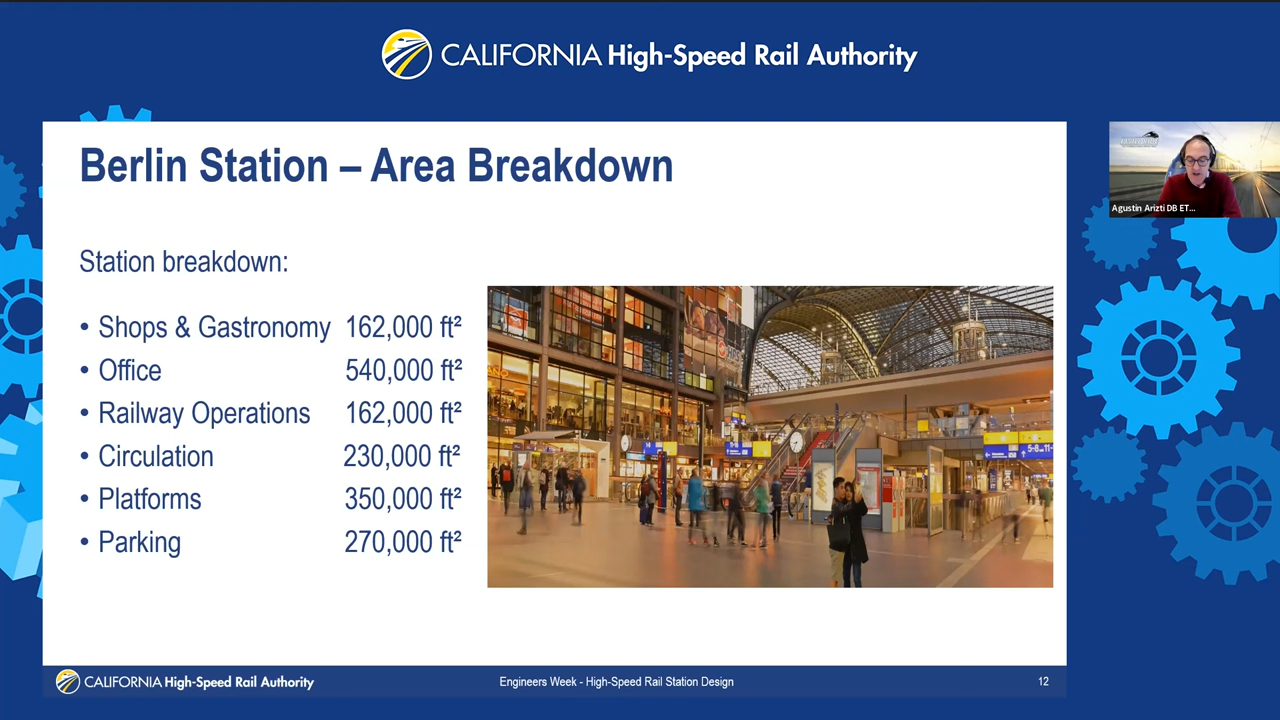 CALIFORNIA High-Speed Rail Authority
Berlin Station – Area Breakdown
Agustin Arizti DB ET...
Station breakdown:
• Shops & Gastronomy 162,000 ft²
• Office 540,000 ft²
• Railway Operations 162,000 ft²
• Circulation 230,000 ft²
• Platforms 350,000 ft²
• Parking 270,000 ft²
CALIFORNIA High-Speed Rail Authority
Engineers Week - High-Speed Rail Station Design
12